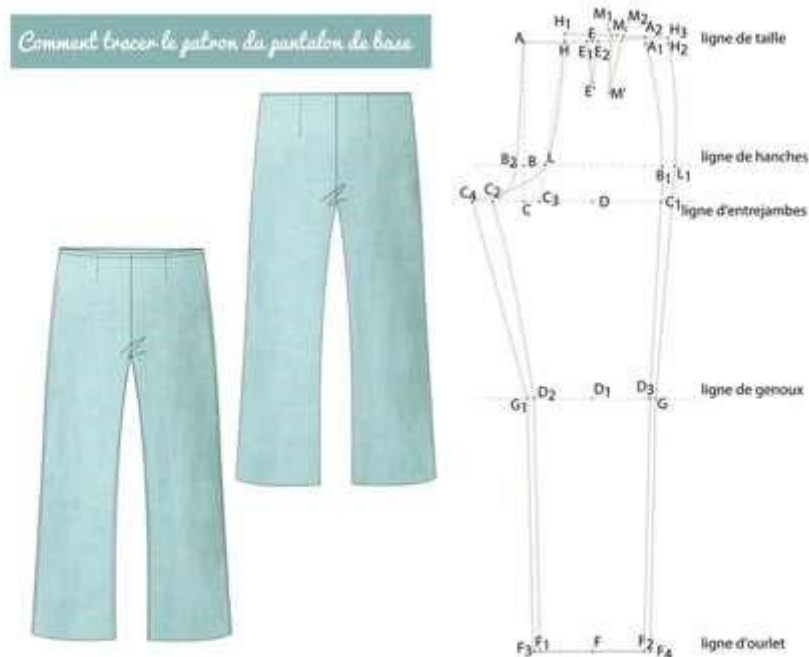 Comment tracer le patron du pantalon de base
H1 M1 M M2 A2 H3
A H E1 E E2 A1 H2 ligne de taille
E' M'
B2 B L B1 L1 ligne de hanches
C4 C2 C C3 D C1 ligne d'entrejambes
G1 D2 D1 D3 G ligne de genoux
F3 F1 F F2 F4 ligne d'ourlet